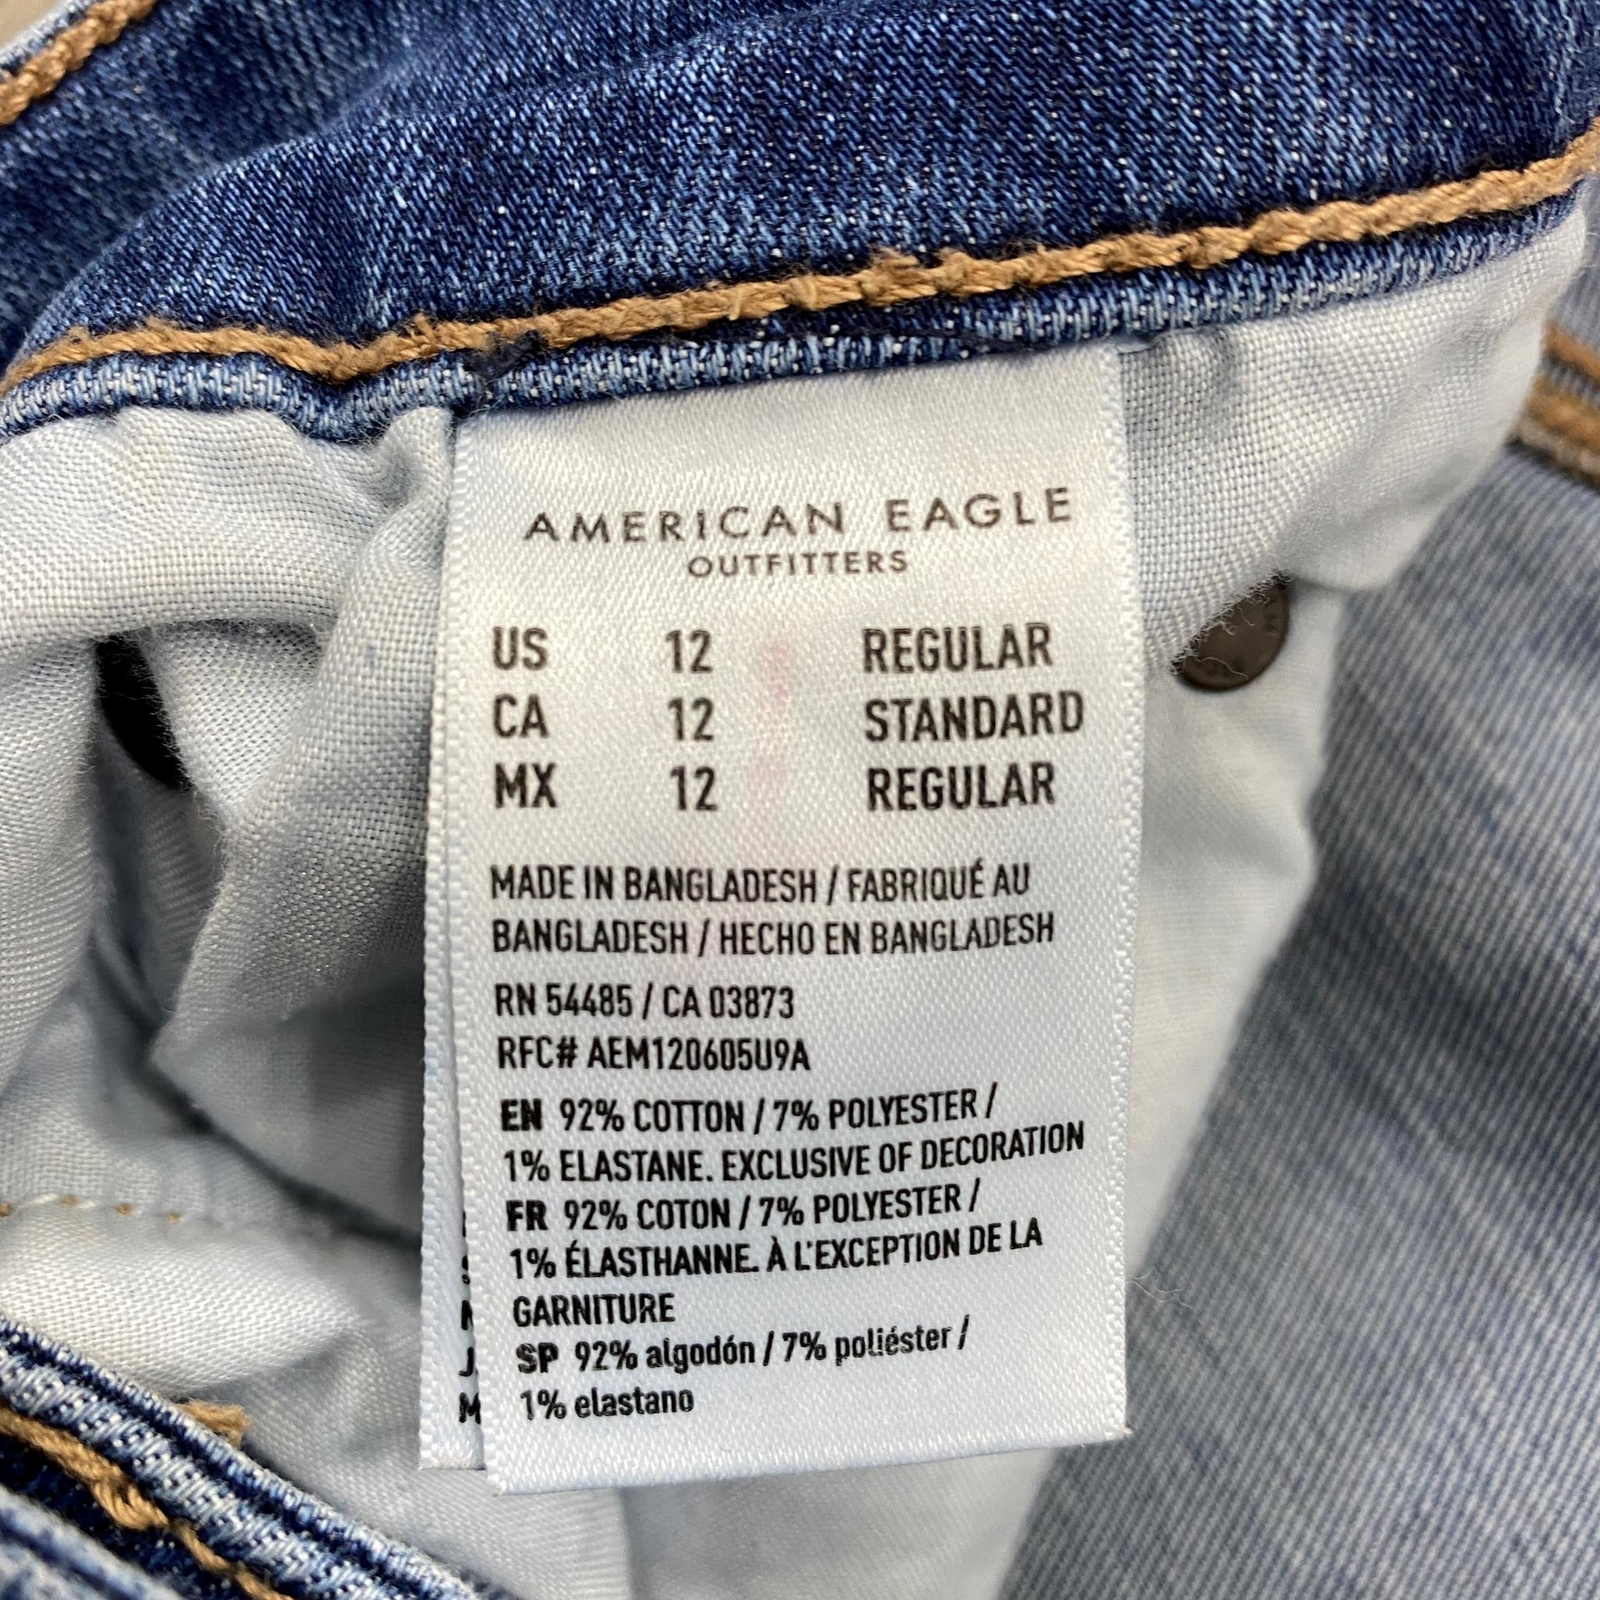 AMERICAN EAGLE
OUTFITTERS
US 12 REGULAR
CA 12 STANDARD
MX 12 REGULAR
MADE IN BANGLADESH / FABRIQUÉ AU
BANGLADESH / HECHO EN BANGLADESH
RN 54485 / CA 03873
RFC# AEM120605U9A
EN 92% COTTON / 7% POLYESTER /
1% ELASTANE. EXCLUSIVE OF DECORATION
FR 92% COTON / 7% POLYESTER /
1% ÉLASTHANNE. À L'EXCEPTION DE LA
GARNITURE
SP 92% algodón / 7% poliéster /
1% elastano